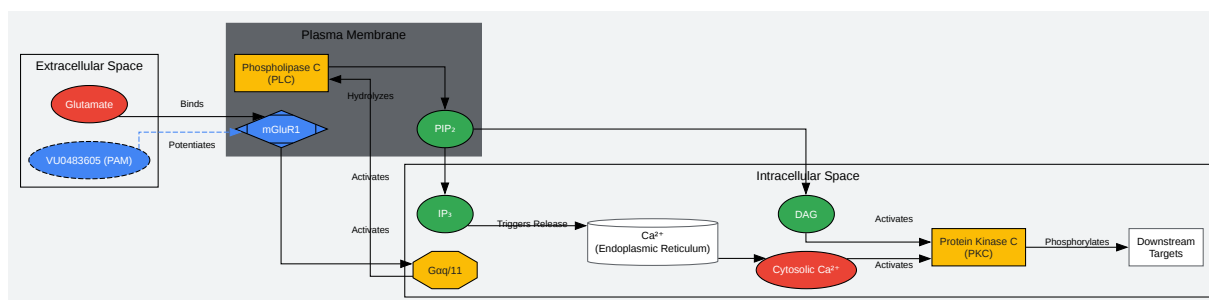 Plasma Membrane
Extracellular Space
Phospholipase C
(PLC)
Glutamate
Binds
Hydrolyzes
mGluR1
PIP₂
Potentiates
VU0483605 (PAM)
Activates
Intracellular Space
IP₃
Triggers Release
DAG
Activates
Activates
Ca²⁺
(Endoplasmic Reticulum)
Protein Kinase C
(PKC)
Phosphorylates
Downstream
Targets
Gαq/11
Cytosolic Ca²⁺
Activates